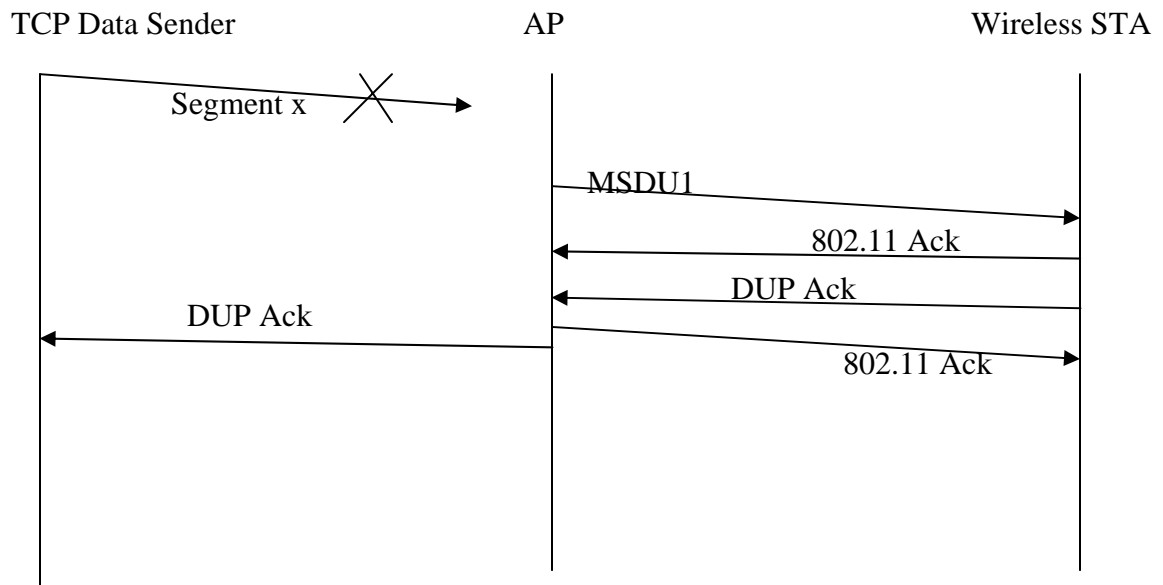 TCP Data Sender
AP
Wireless STA
Segment x
MSDU1
802.11 Ack
DUP Ack
DUP Ack
802.11 Ack